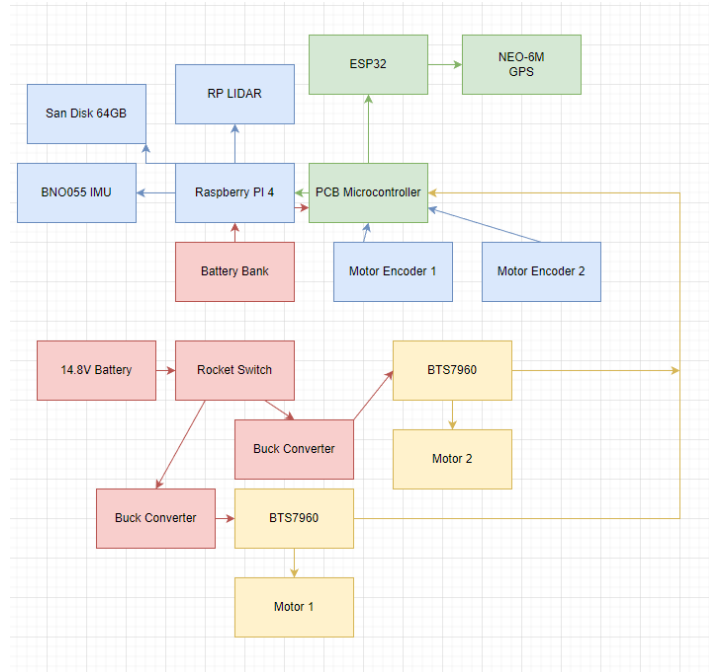 ESP32
NEO-6M
GPS
RP LIDAR
San Disk 64GB
BNO055 IMU
Raspberry PI 4
PCB Microcontroller
Battery Bank
Motor Encoder 1
Motor Encoder 2
14.8V Battery
Rocket Switch
BTS7960
Buck Converter
Motor 2
Buck Converter
BTS7960
Motor 1